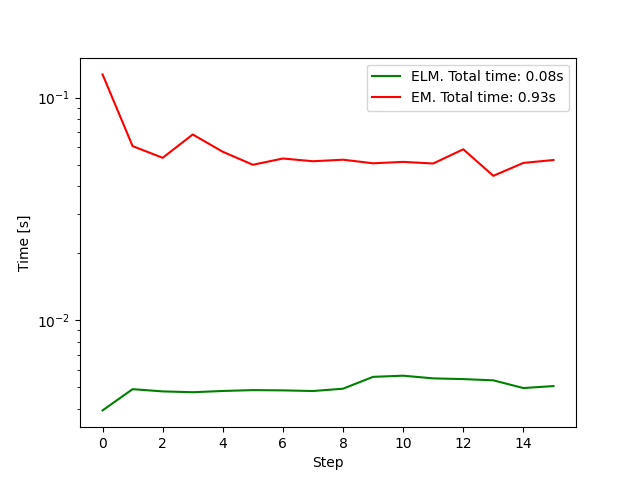 ELM. Total time: 0.08s
EM. Total time: 0.93s
10⁻¹
10⁻²
Time [s]
0 2 4 6 8 10 12 14
Step